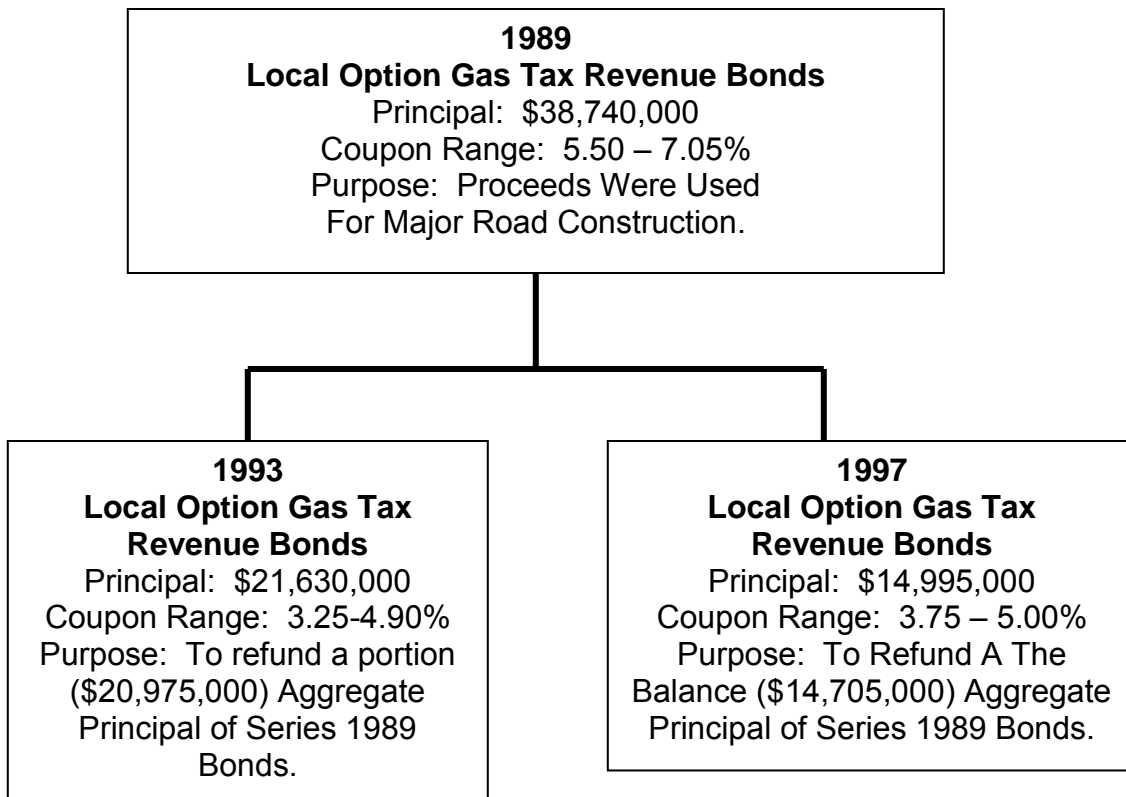 1989
Local Option Gas Tax Revenue Bonds
Principal: $38,740,000
Coupon Range: 5.50 – 7.05%
Purpose: Proceeds Were Used
For Major Road Construction.
1993
Local Option Gas Tax
Revenue Bonds
Principal: $21,630,000
Coupon Range: 3.25-4.90%
Purpose: To refund a portion
($20,975,000) Aggregate
Principal of Series 1989
Bonds.
1997
Local Option Gas Tax
Revenue Bonds
Principal: $14,995,000
Coupon Range: 3.75 – 5.00%
Purpose: To Refund A The
Balance ($14,705,000) Aggregate
Principal of Series 1989 Bonds.